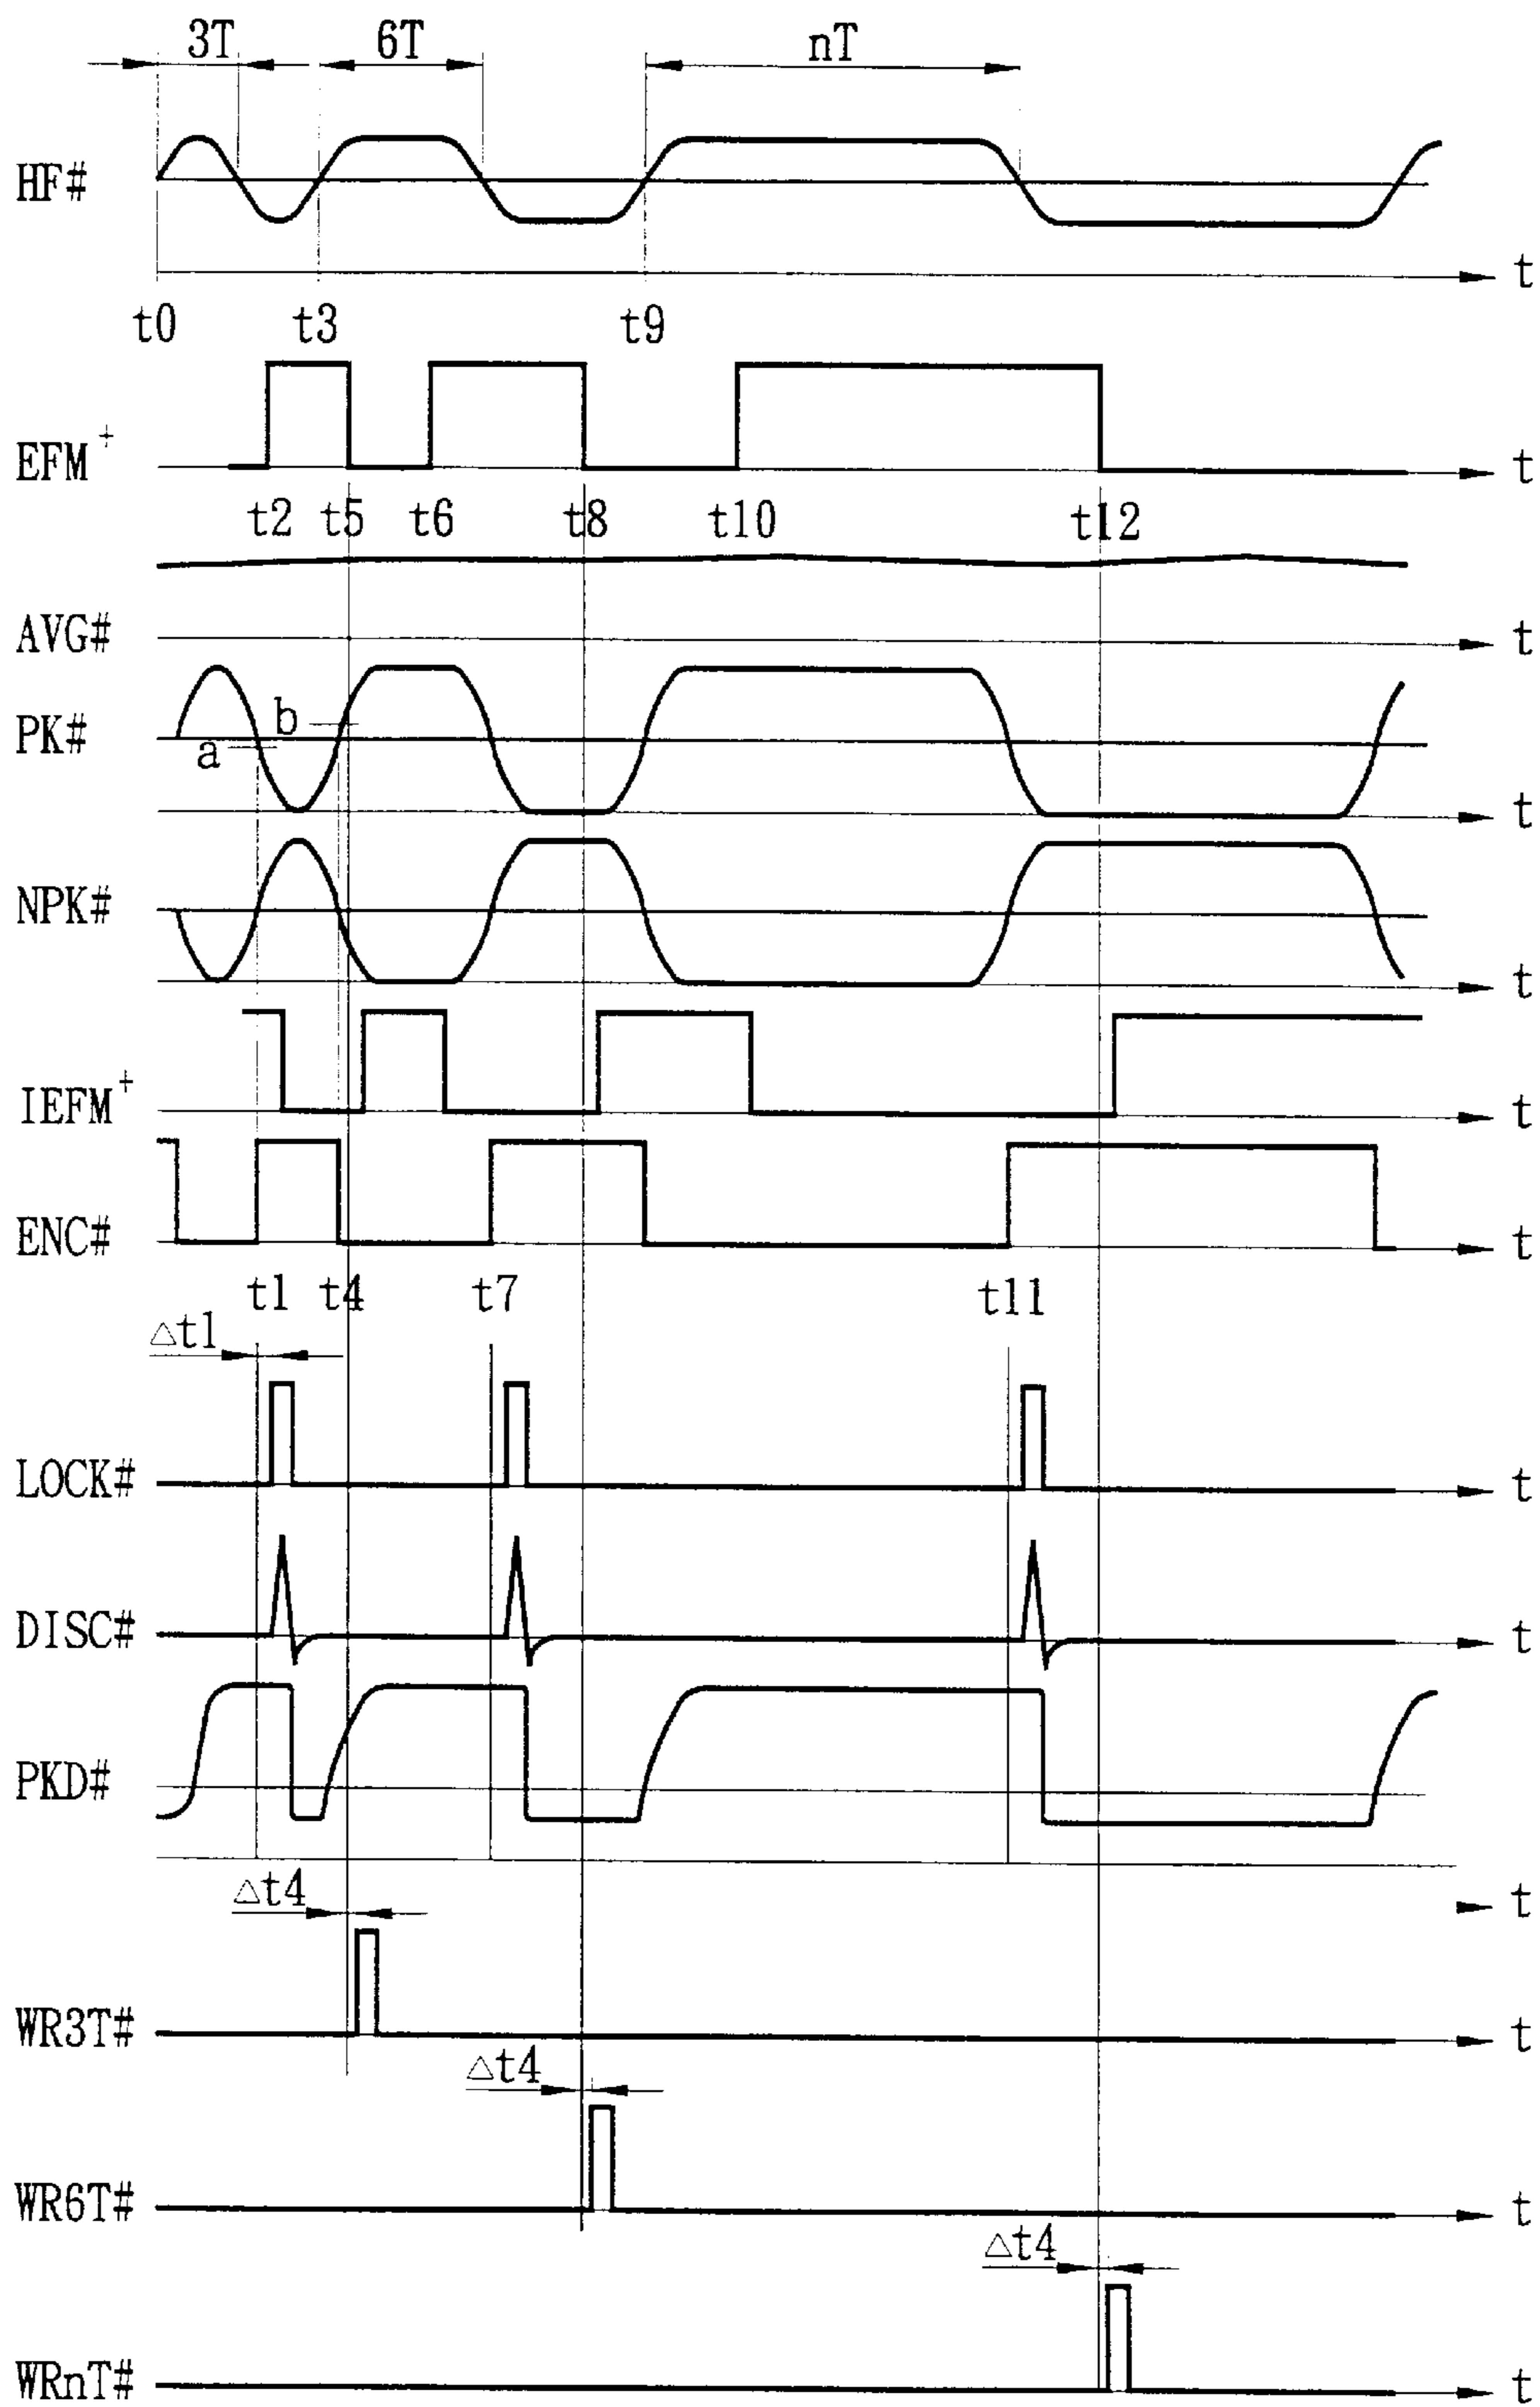 3T 6T nT
HF#
t
t0 t3 t9
EFM+
t
t2 t5 t6 t8 t10 t12
AVG#
t
b
PK#
a
t
NPK#
t
IEFM+
t
ENC#
t
t1 t4 t7 t11
△t1
LOCK#
t
DISC#
t
PKD#
△t4
t
WR3T#
t
△t4
WR6T#
t
△t4
WRnT#
t